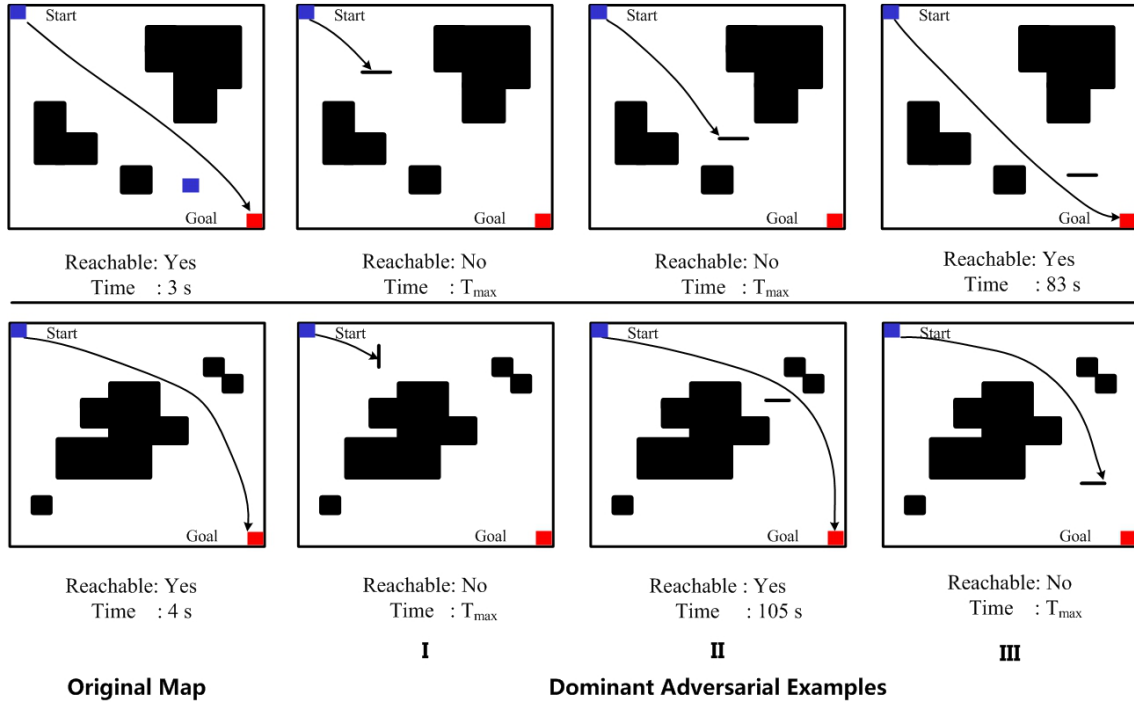 Start
Start
Start
Start
Goal
Goal
Goal
Goal
Reachable: Yes
Time : 3 s
Reachable: No
Time : Tmax
Reachable: No
Time : Tmax
Reachable: Yes
Time : 83 s
Start
Start
Start
Start
Goal
Goal
Goal
Goal
Reachable: Yes
Time : 4 s
Reachable: No
Time : Tmax
Reachable : Yes
Time : 105 s
Reachable: No
Time : Tmax
I
II
III
Original Map
Dominant Adversarial Examples